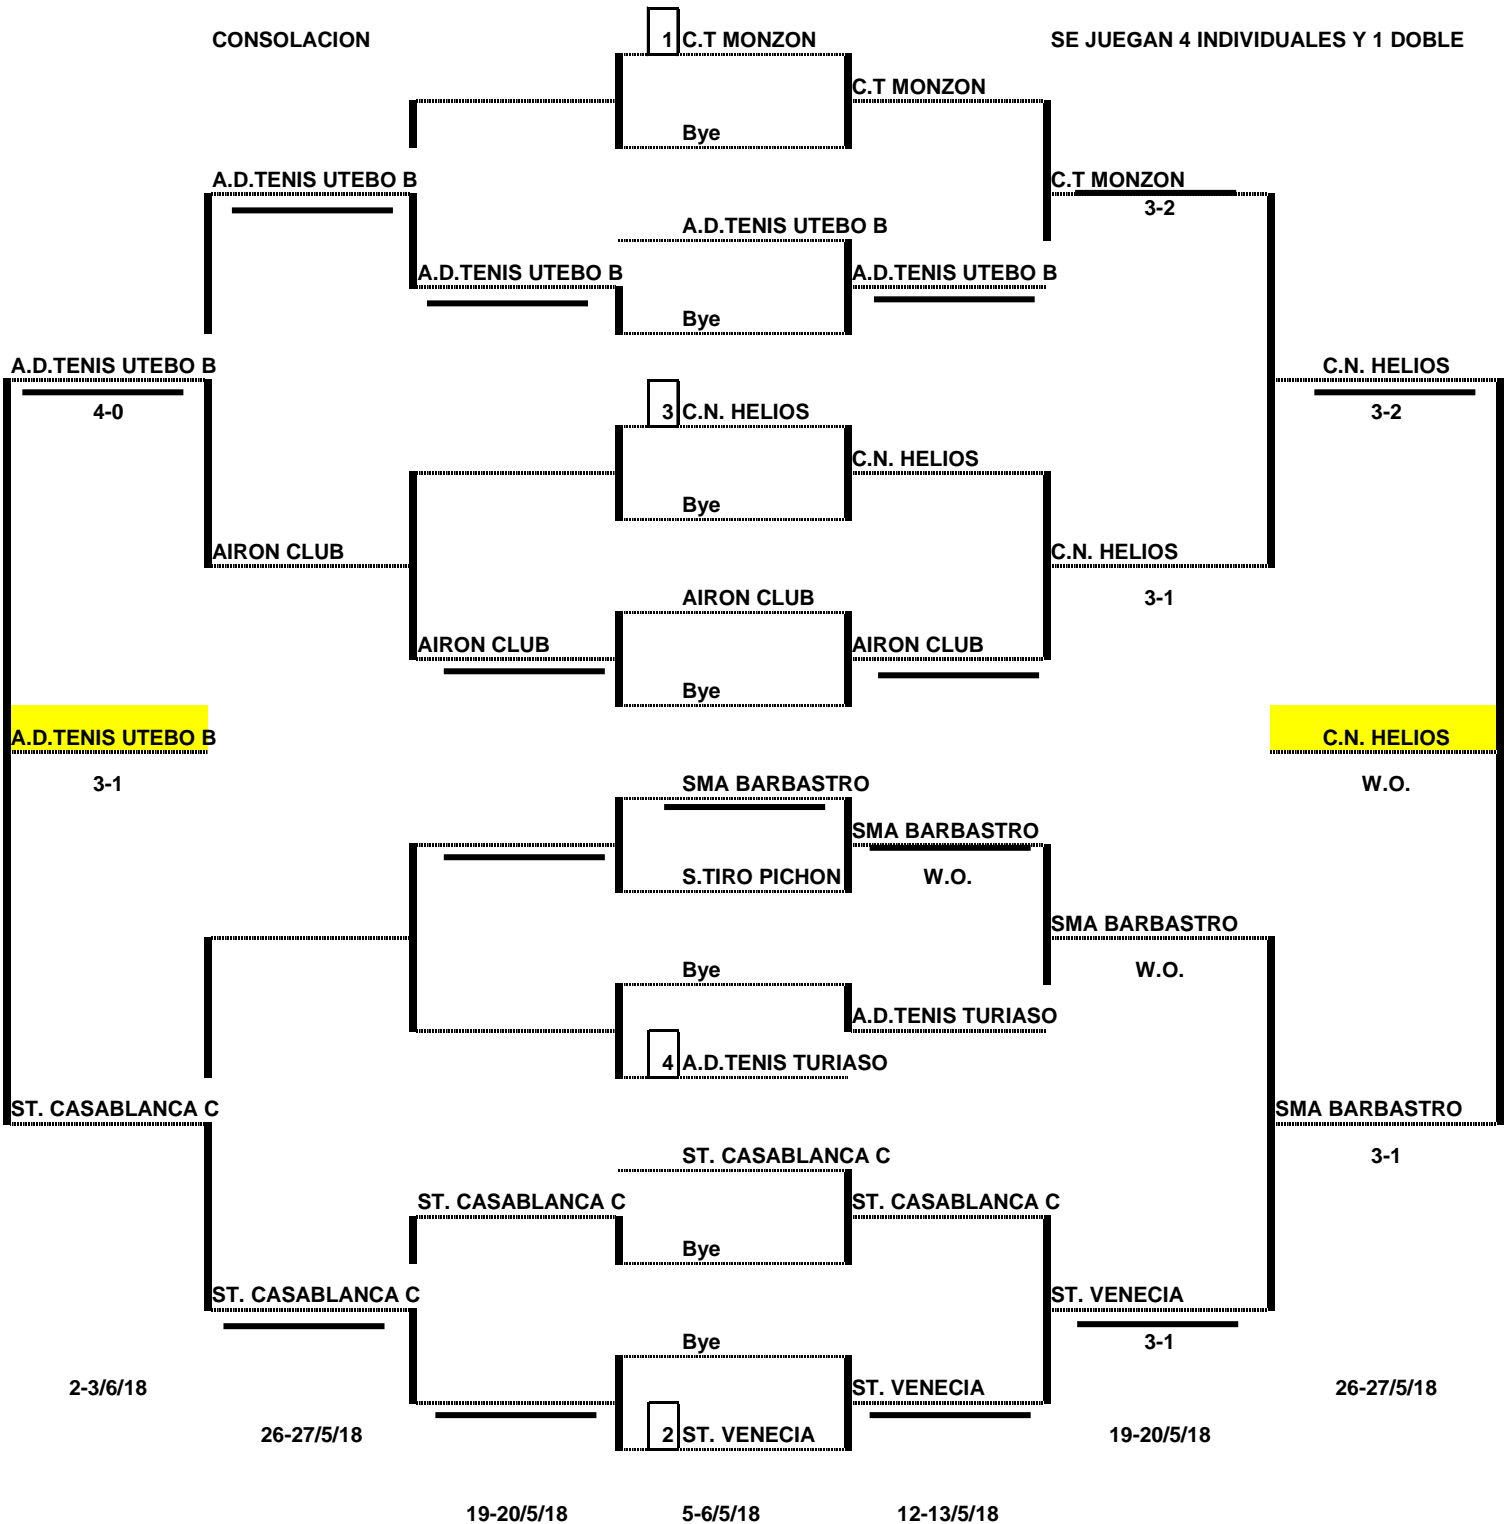 CONSOLACION
1 C.T MONZON
SE JUEGAN 4 INDIVIDUALES Y 1 DOBLE
C.T MONZON
Bye
A.D.TENIS UTEBO B
C.T MONZON
3-2
A.D.TENIS UTEBO B
A.D.TENIS UTEBO B
A.D.TENIS UTEBO B
Bye
A.D.TENIS UTEBO B
C.N. HELIOS
4-0
3 C.N. HELIOS
3-2
C.N. HELIOS
Bye
AIRON CLUB
C.N. HELIOS
AIRON CLUB
3-1
AIRON CLUB
AIRON CLUB
Bye
A.D.TENIS UTEBO B
C.N. HELIOS
3-1
SMA BARBASTRO
W.O.
SMA BARBASTRO
S.TIRO PICHON
W.O.
SMA BARBASTRO
Bye
W.O.
A.D.TENIS TURIASO
4 A.D.TENIS TURIASO
ST. CASABLANCA C
SMA BARBASTRO
ST. CASABLANCA C
3-1
ST. CASABLANCA C
ST. CASABLANCA C
Bye
ST. CASABLANCA C
ST. VENECIA
Bye
3-1
2-3/6/18
ST. VENECIA
26-27/5/18
26-27/5/18
2 ST. VENECIA
19-20/5/18
19-20/5/18
5-6/5/18
12-13/5/18